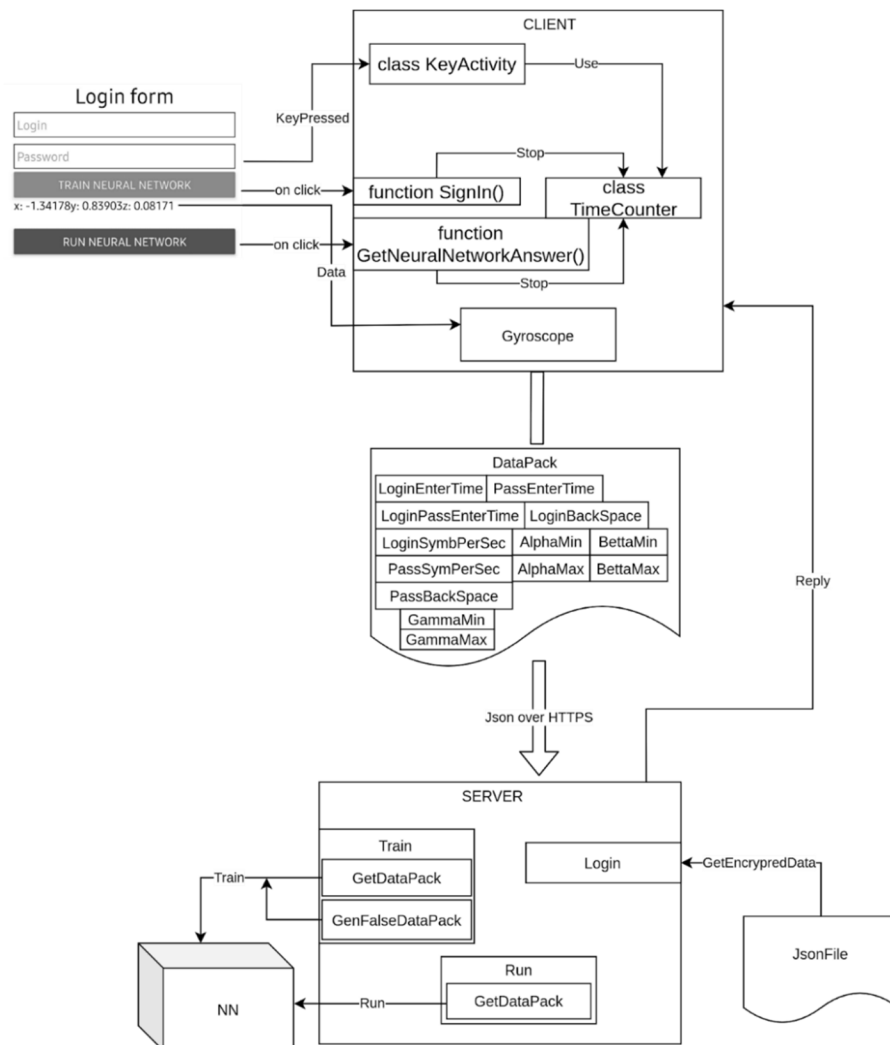 CLIENT
class KeyActivity
Use
Login form
Login
KeyPressed
Password
Stop
TRAIN NEURAL NETWORK
on click
function SignIn()
class
TimeCounter
x: -1.34178y: 0.83903z: 0.08171
function
GetNeuralNetworkAnswer()
RUN NEURAL NETWORK
on click
Data
Stop
Gyroscope
DataPack
LoginEnterTime
PassEnterTime
LoginPassEnterTime
LoginBackSpace
LoginSymbPerSec
AlphaMin
BettaMin
PassSymPerSec
AlphaMax
BettaMax
PassBackSpace
GammaMin
GammaMax
Reply
Json over HTTPS
SERVER
Train
Login
GetEncrypredData
Train
GetDataPack
GenFalseDataPack
JsonFile
Run
GetDataPack
Run
NN